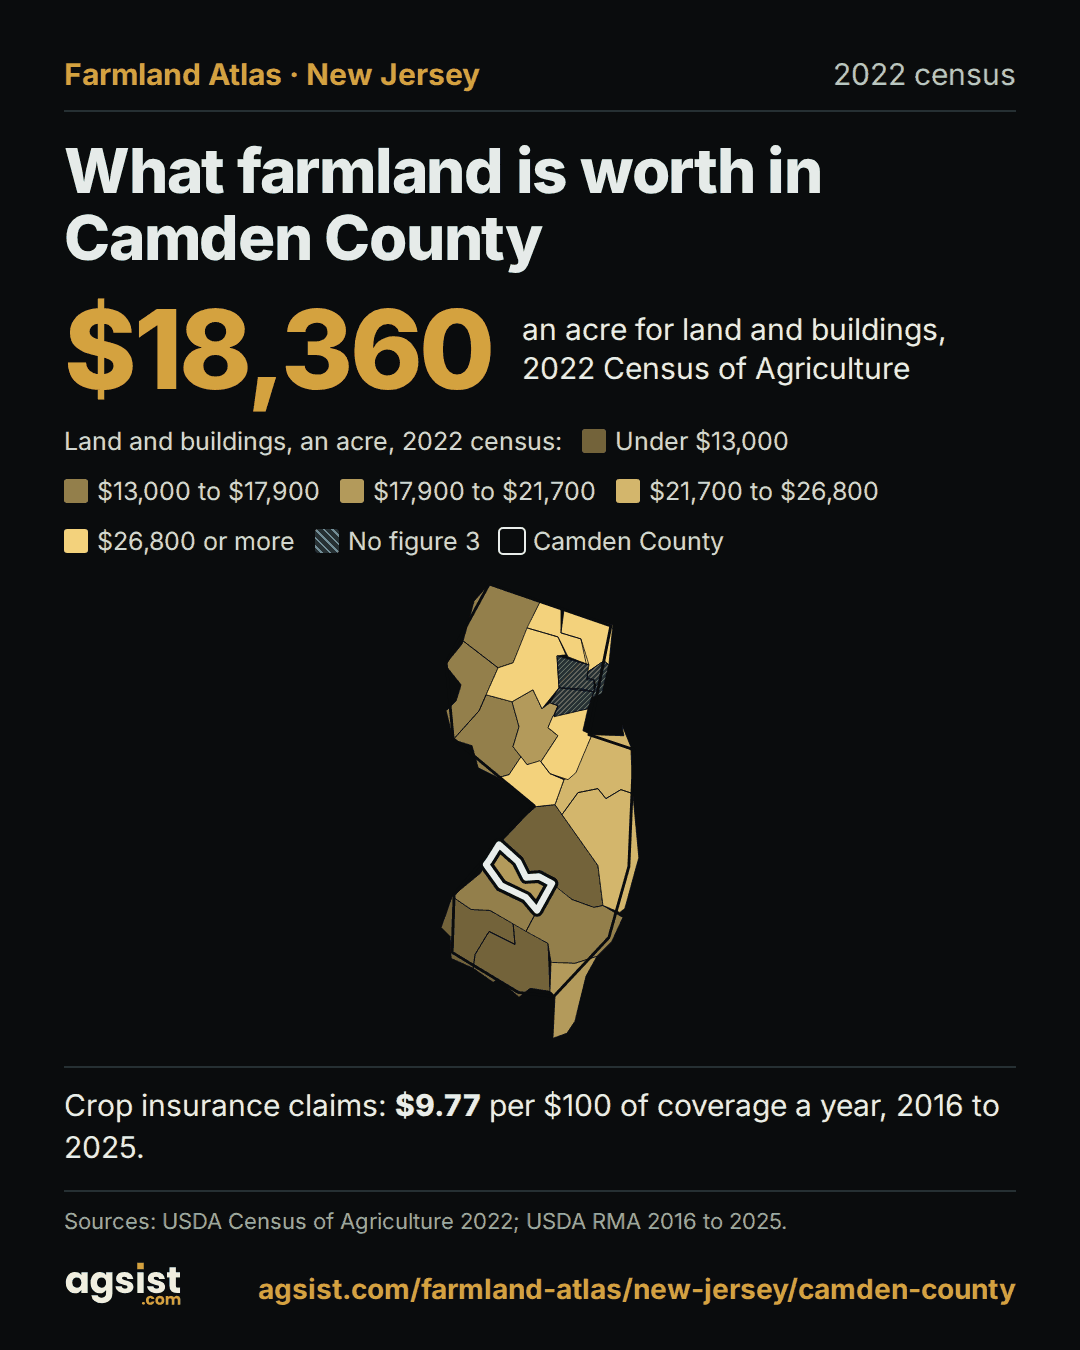 Farmland Atlas · New Jersey
2022 census
What farmland is worth in
Camden County
$18,360
an acre for land and buildings,
2022 Census of Agriculture
Land and buildings, an acre, 2022 census: Under $13,000
$13,000 to $17,900 $17,900 to $21,700 $21,700 to $26,800
$26,800 or more No figure 3 Camden County
Crop insurance claims: $9.77 per $100 of coverage a year, 2016 to
2025.
Sources: USDA Census of Agriculture 2022; USDA RMA 2016 to 2025.
agsist
.com
agsist.com/farmland-atlas/new-jersey/camden-county